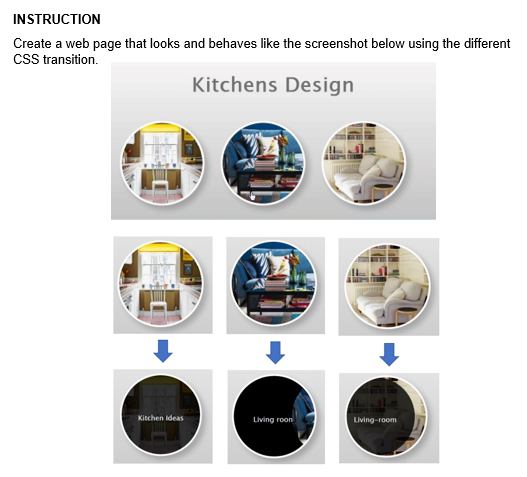 INSTRUCTION
Create a web page that looks and behaves like the screenshot below using the different
CSS transition.
Kitchens Design
Kitchen Ideas
Living room
Living-room